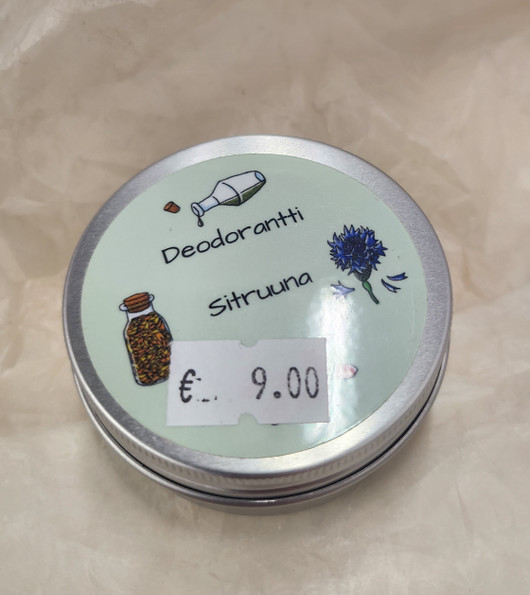 Deodorantti
Sitruuna
€ 9.00